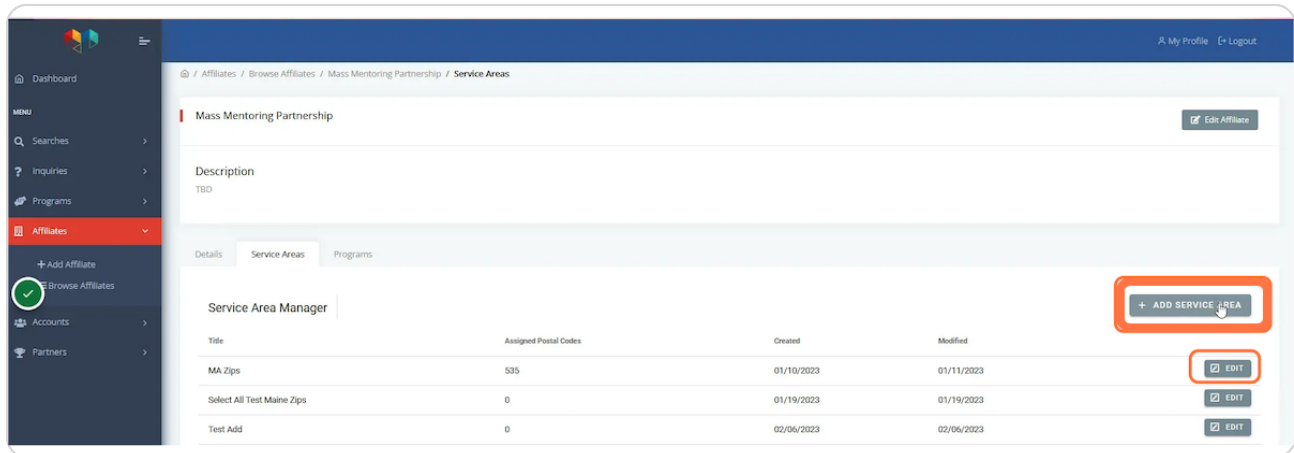 My Profile Logout
Dashboard
/ Affiliates / Browse Affiliates / Mass Mentoring Partnership / Service Areas
MENU
Mass Mentoring Partnership
Edit Affiliate
Searches
Inquiries
Description
TBD
Programs
Affiliates
Details Service Areas Programs
+ Add Affiliate
Browse Affiliates
Service Area Manager
+ ADD SERVICE AREA
Accounts
Title Assigned Postal Codes Created Modified
Partners
MA Zips 535 01/10/2023 01/11/2023 EDIT
Select All Test Maine Zips 0 01/19/2023 01/19/2023 EDIT
Test Add 0 02/06/2023 02/06/2023 EDIT